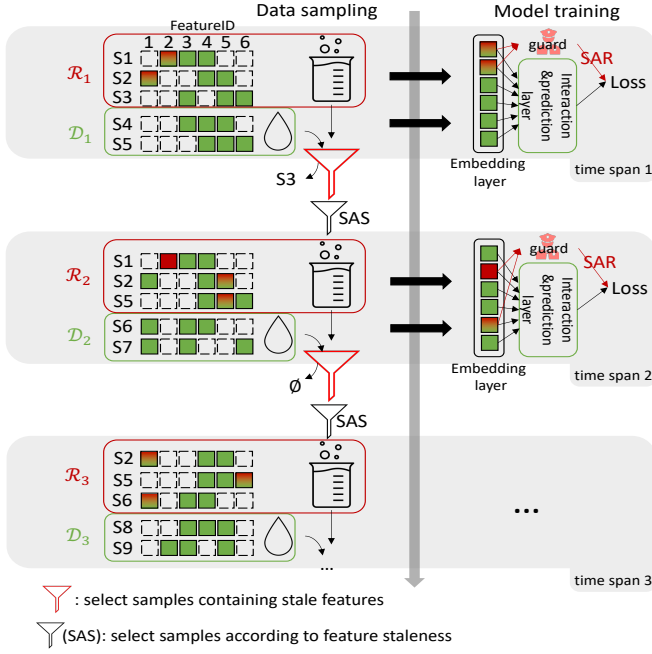 Data sampling
Model training
FeatureID
1 2 3 4 5 6
S1
ℛ₁ S2
S3
𝒟₁ S4
S5
guard
SAR
Interaction
&prediction
layer
Loss
Embedding
layer
time span 1
S3
SAS
S1
ℛ₂ S2
S5
𝒟₂ S6
S7
guard
SAR
Interaction
&prediction
layer
Loss
Embedding
layer
time span 2
Ø
SAS
S2
ℛ₃ S5
S6
𝒟₃ S8
S9
...
...
time span 3
: select samples containing stale features
(SAS): select samples according to feature staleness